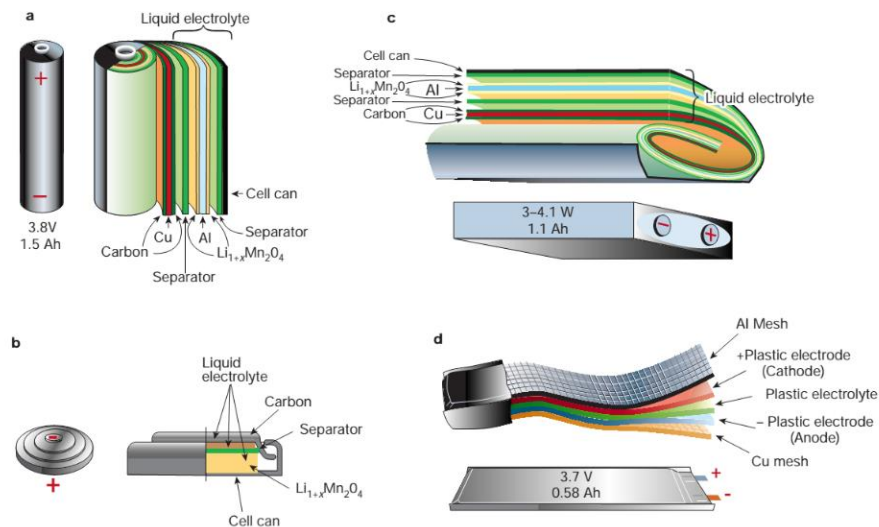 a
Liquid electrolyte
+
−
3.8V
1.5 Ah
Cell can
Cu
Al
Separator
Carbon
Li1+xMn2O4
Separator
c
Cell can
Separator
Li1+xMn2O4
Al
Separator
Carbon
Cu
Liquid electrolyte
3–4.1 W
1.1 Ah
−
+
b
Liquid
electrolyte
Carbon
Separator
Li1+xMn2O4
Cell can
−
+
d
Al Mesh
+Plastic electrode
(Cathode)
Plastic electrolyte
− Plastic electrode
(Anode)
Cu mesh
3.7 V
0.58 Ah
+
-